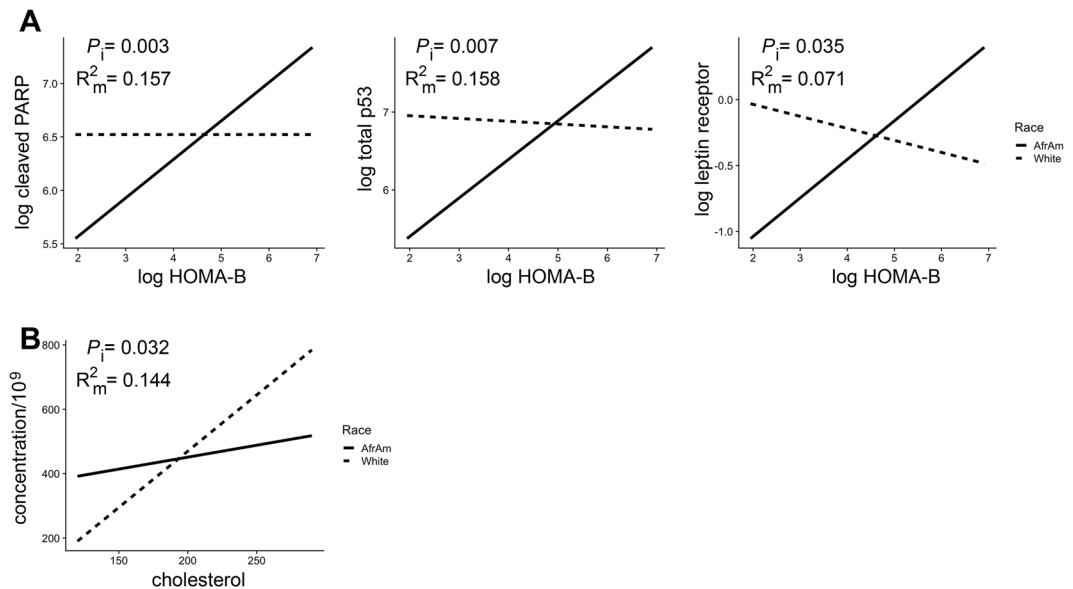 A
Pi= 0.003
R²m= 0.157
log cleaved PARP
7.0
6.5
6.0
5.5
2 3 4 5 6 7
log HOMA-B
Pi= 0.007
R²m= 0.158
log total p53
7
6
2 3 4 5 6 7
log HOMA-B
Pi= 0.035
R²m= 0.071
log leptin receptor
0.0
-0.5
-1.0
2 3 4 5 6 7
log HOMA-B
Race
AfrAm
White
B
Pi= 0.032
R²m= 0.144
concentration/10⁹
800
600
400
200
150 200 250
cholesterol
Race
AfrAm
White